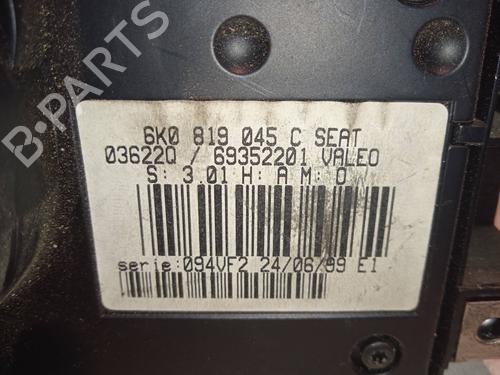 B-PARTS
6K0 819 045 C SEAT
03622Q / 69352201 VALEO
S: 3.01 H: A M: 0
serie:094VF2 24/06/99 E1